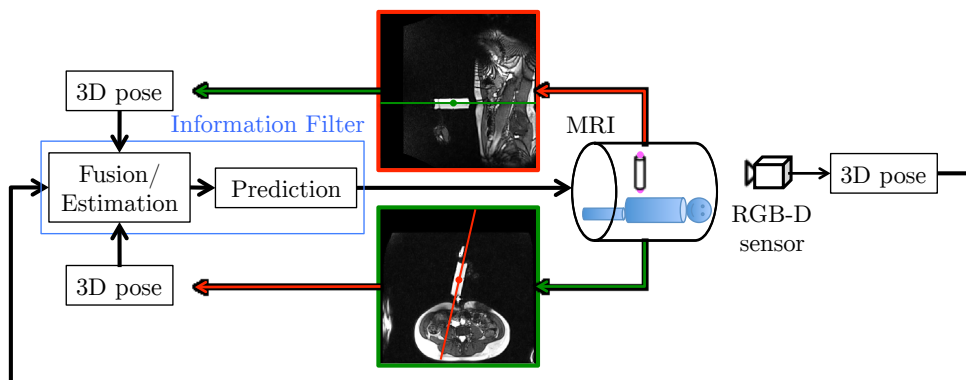 3D pose
Information Filter
MRI
Fusion/
Estimation
Prediction
3D pose
RGB-D
sensor
3D pose